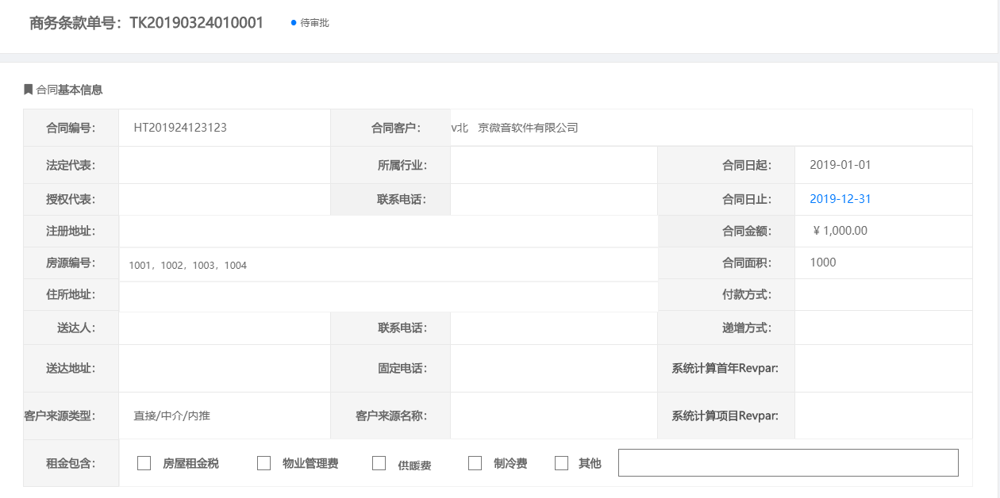 商务条款单号：TK20190324010001 待审批
合同基本信息
合同编号： HT201924123123 合同客户： v北 京微音软件有限公司
法定代表： 所属行业： 合同日起： 2019-01-01
授权代表： 联系电话： 合同日止： 2019-12-31
注册地址： 合同金额： ¥ 1,000.00
房源编号： 1001，1002，1003，1004 合同面积： 1000
住所地址： 付款方式：
送达人： 联系电话： 递增方式：
送达地址： 固定电话： 系统计算首年Revpar:
客户来源类型： 直接/中介/内推 客户来源名称： 系统计算项目Revpar:
租金包含： 房屋租金税 物业管理费 供暖费 制冷费 其他